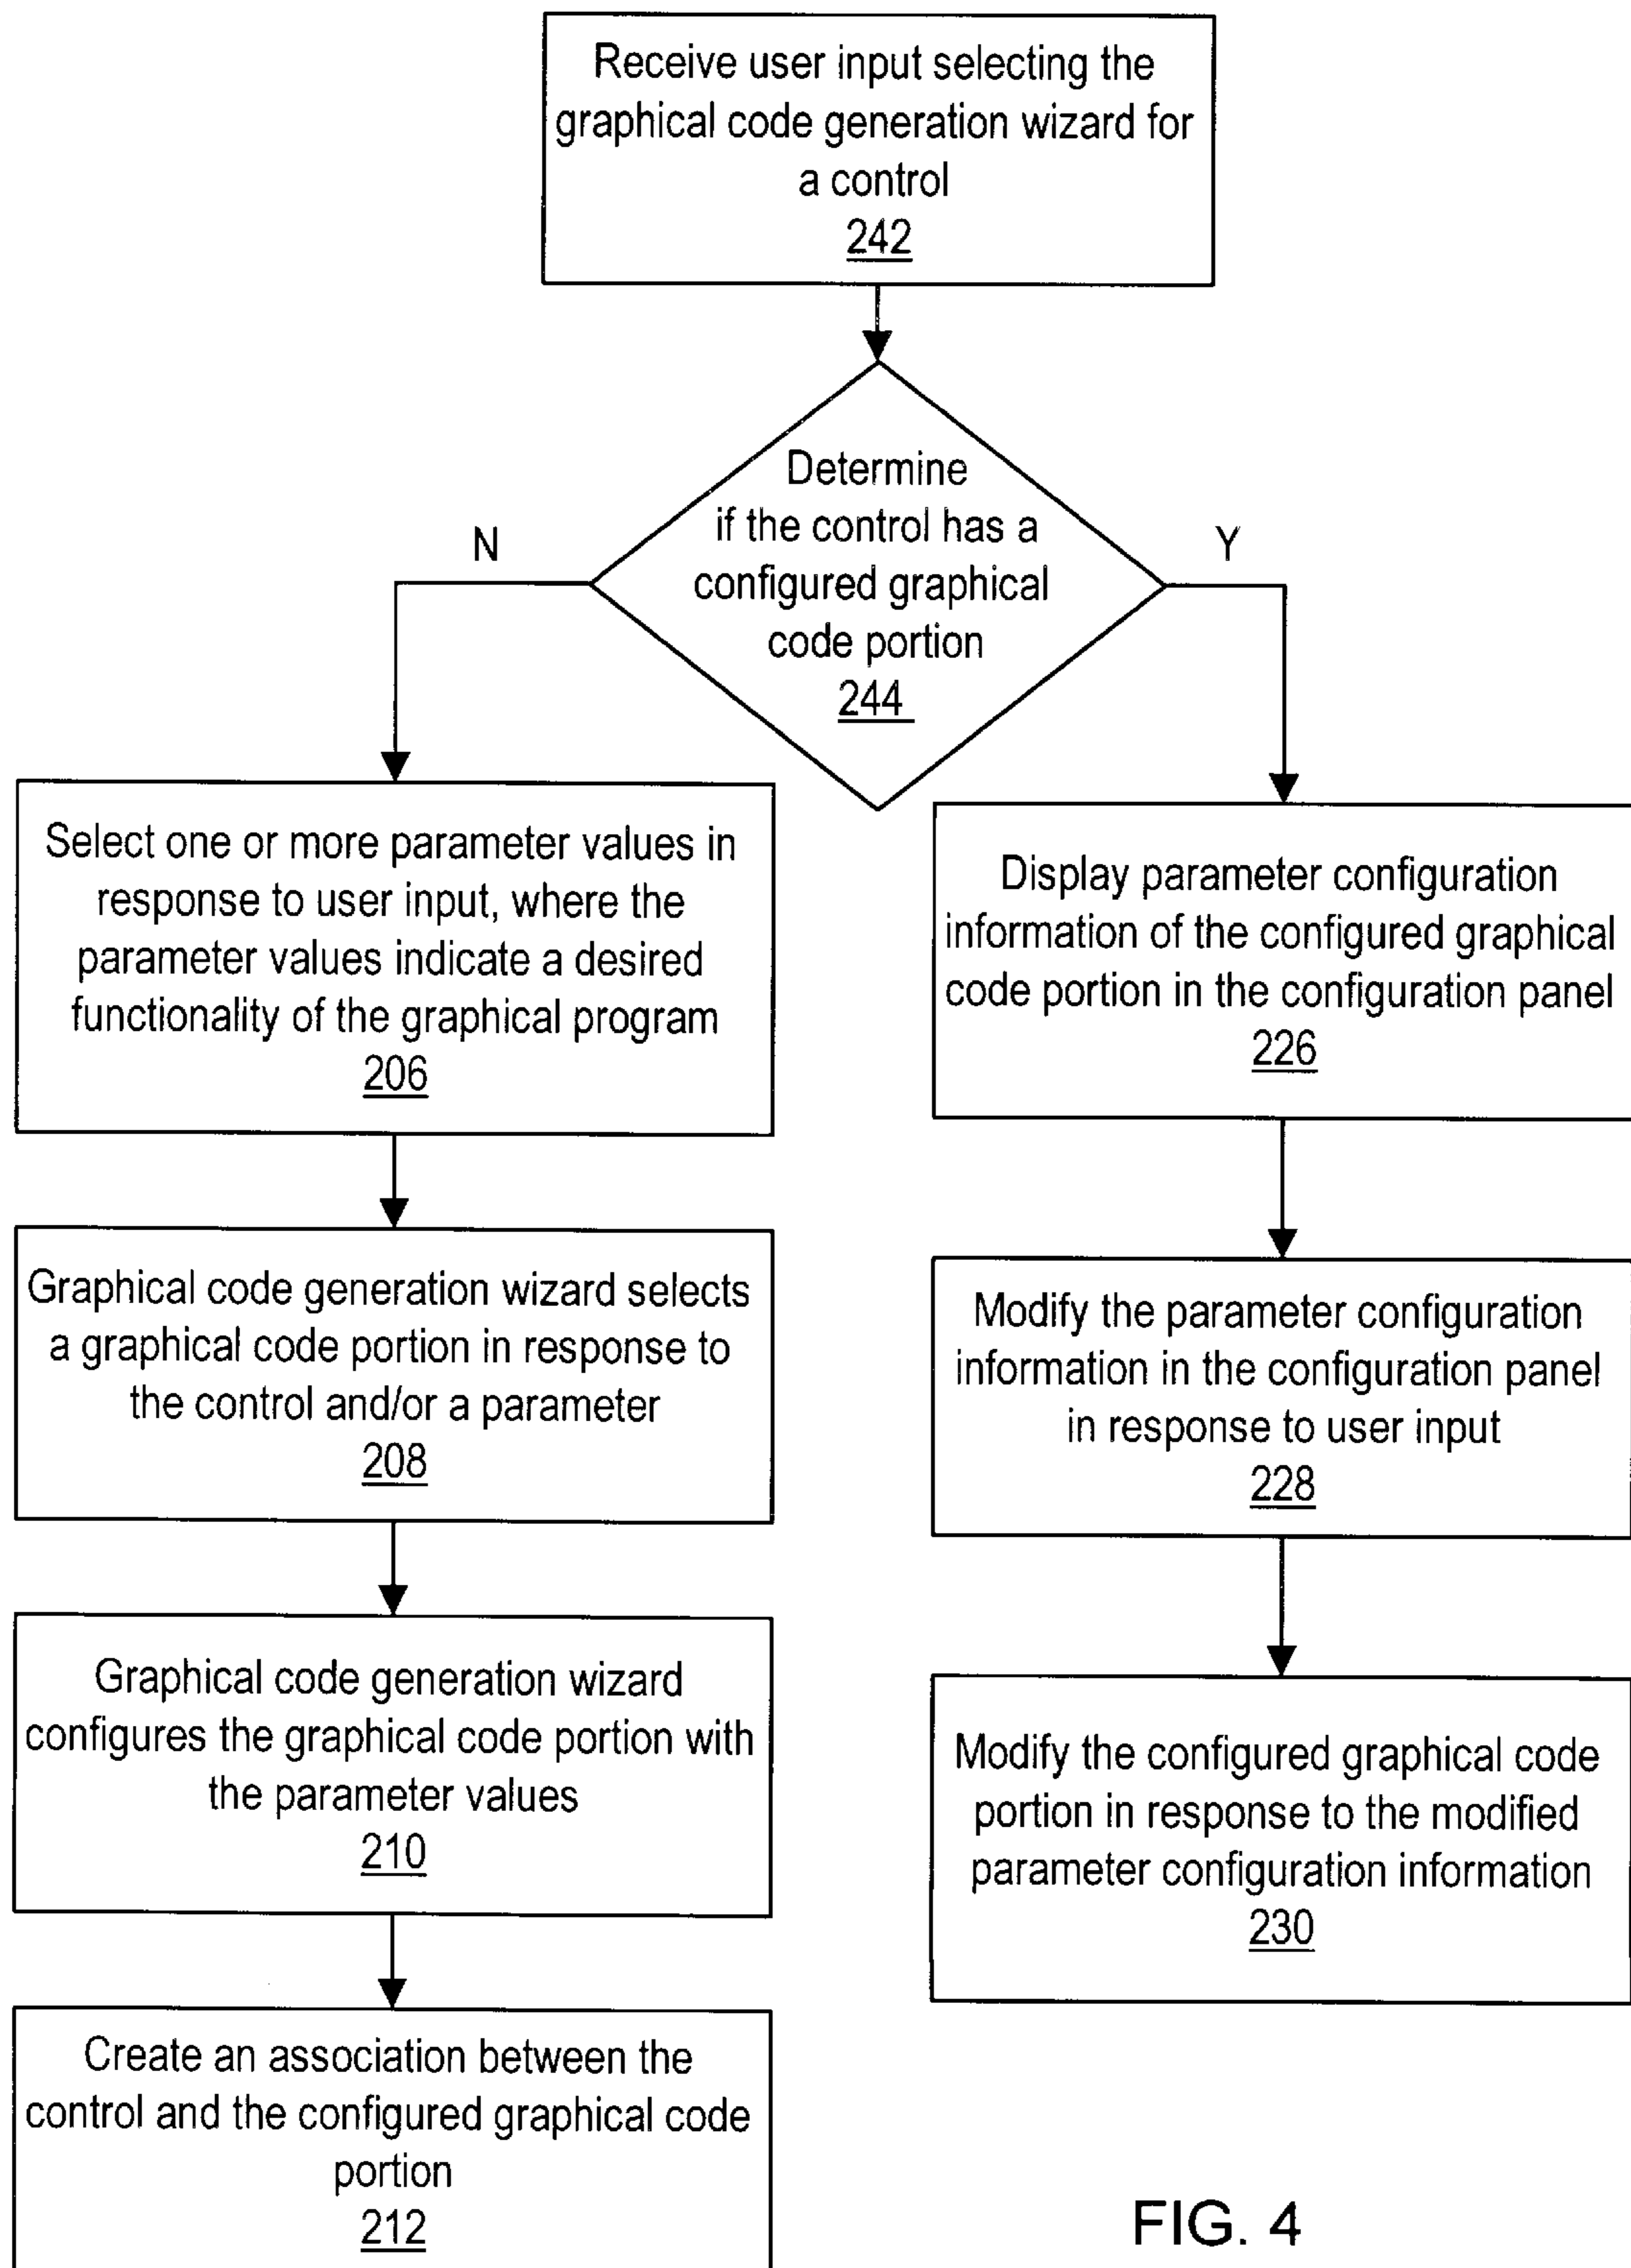 Receive user input selecting the
graphical code generation wizard for
a control
242
Determine
if the control has a
configured graphical
code portion
244
N
Y
Select one or more parameter values in
response to user input, where the
parameter values indicate a desired
functionality of the graphical program
206
Graphical code generation wizard selects
a graphical code portion in response to
the control and/or a parameter
208
Graphical code generation wizard
configures the graphical code portion with
the parameter values
210
Create an association between the
control and the configured graphical code
portion
212
Display parameter configuration
information of the configured graphical
code portion in the configuration panel
226
Modify the parameter configuration
information in the configuration panel
in response to user input
228
Modify the configured graphical code
portion in response to the modified
parameter configuration information
230
FIG. 4